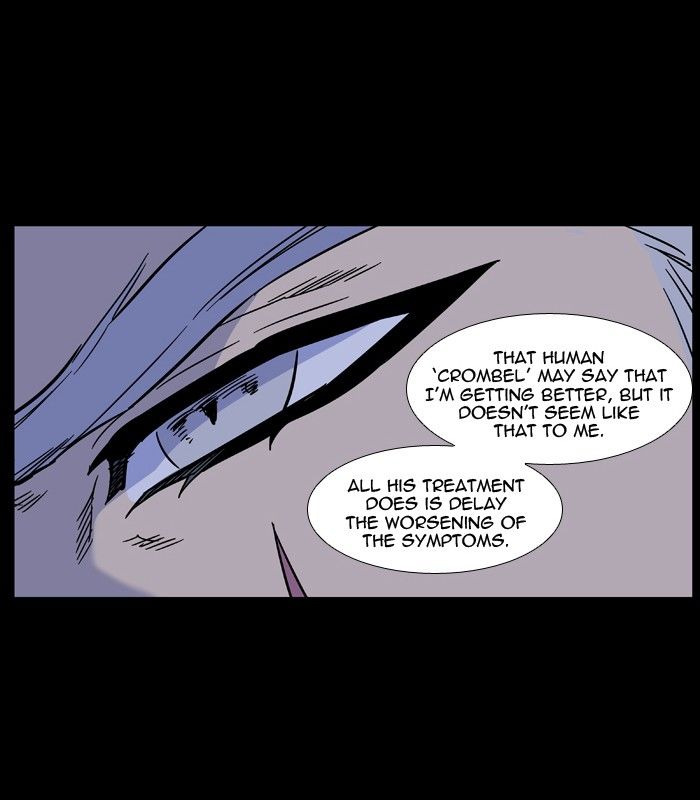 THAT HUMAN
'CROMBEL' MAY SAY THAT
I'M GETTING BETTER, BUT IT
DOESN'T SEEM LIKE
THAT TO ME.
ALL HIS TREATMENT
DOES IS DELAY
THE WORSENING OF
THE SYMPTOMS.